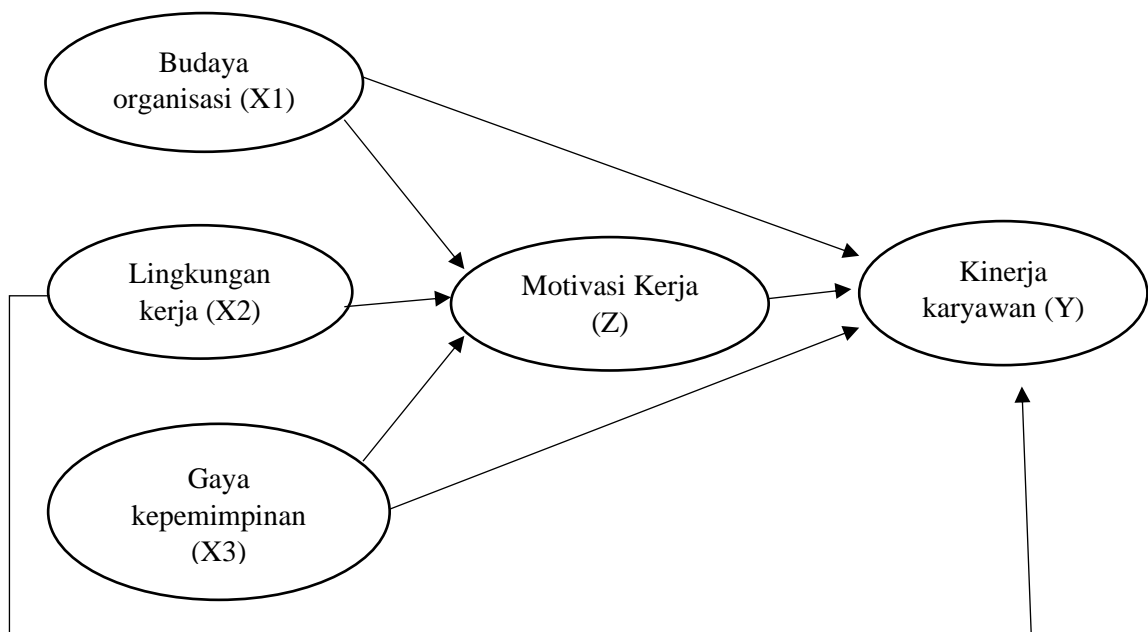 Budaya
organisasi (X1)
Lingkungan
kerja (X2)
Motivasi Kerja
(Z)
Kinerja
karyawan (Y)
Gaya
kepemimpinan
(X3)